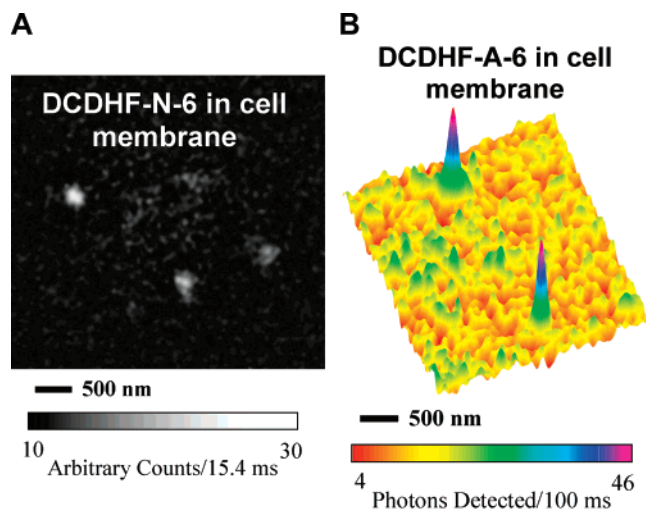 A
DCDHF-N-6 in cell
membrane
500 nm
10
30
Arbitrary Counts/15.4 ms
B
DCDHF-A-6 in cell
membrane
500 nm
4
46
Photons Detected/100 ms